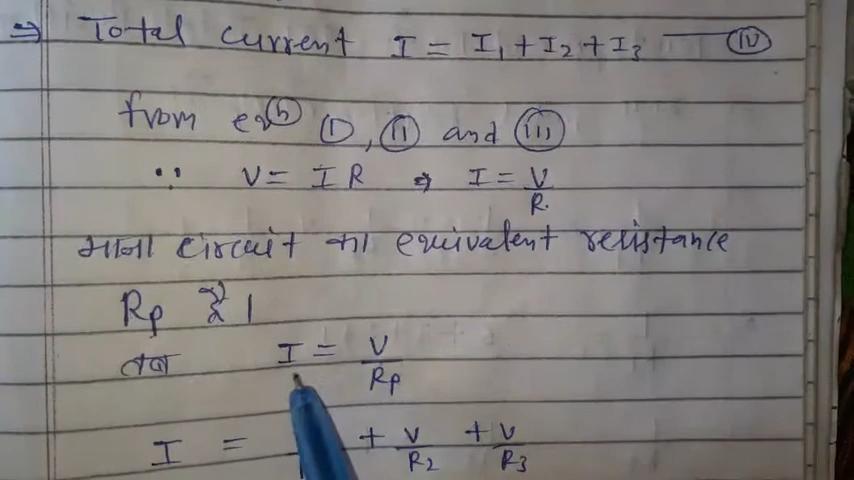 ⇒ Total current I = I₁ + I₂ + I₃ —— (IV)
from eqⁿ (I), (II) and (III)
∵ V = IR ⇒ I = V/R.
माना circuit का equivalent resistance
Rp है।
तब I = V/Rp
I = + V/R₂ + V/R₃